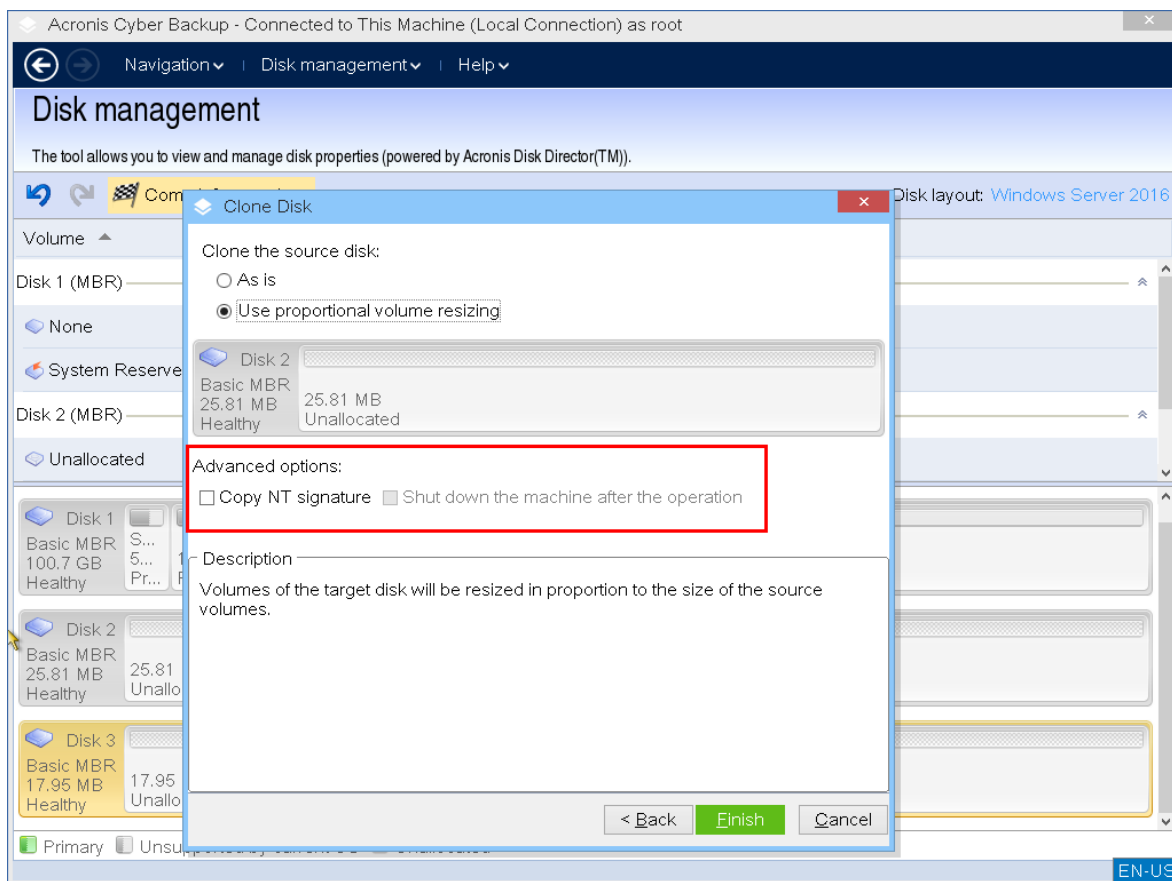 Acronis Cyber Backup - Connected to This Machine (Local Connection) as root
Navigation | Disk management | Help
Disk management
The tool allows you to view and manage disk properties (powered by Acronis Disk Director(TM)).
Com
Disk layout: Windows Server 2016
Clone Disk
Volume
Clone the source disk:
As is
Disk 1 (MBR)
Use proportional volume resizing
None
Disk 2
Basic MBR
25.81 MB
Healthy
25.81 MB
Unallocated
System Reserve
Disk 2 (MBR)
Unallocated
Advanced options:
Copy NT signature Shut down the machine after the operation
Disk 1
Basic MBR
100.7 GB
Healthy
S...
5...
Pr...
Description
Volumes of the target disk will be resized in proportion to the size of the source
volumes.
Disk 2
Basic MBR
25.81 MB
Healthy
25.81
Unallo
Disk 3
Basic MBR
17.95 MB
Healthy
17.95
Unallo
< Back Finish Cancel
Primary Unsu
EN-US